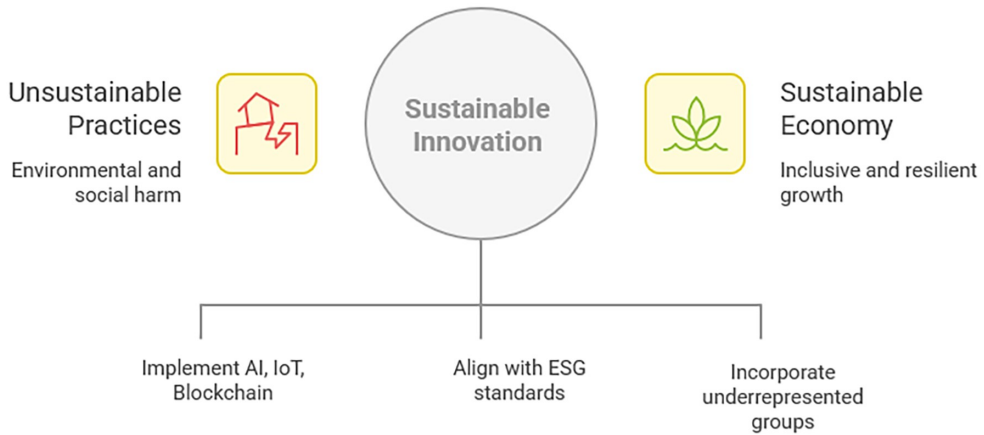 Unsustainable
Practices
Environmental and
social harm
Sustainable
Innovation
Sustainable
Economy
Inclusive and resilient
growth
Implement AI, IoT,
Blockchain
Align with ESG
standards
Incorporate
underrepresented
groups